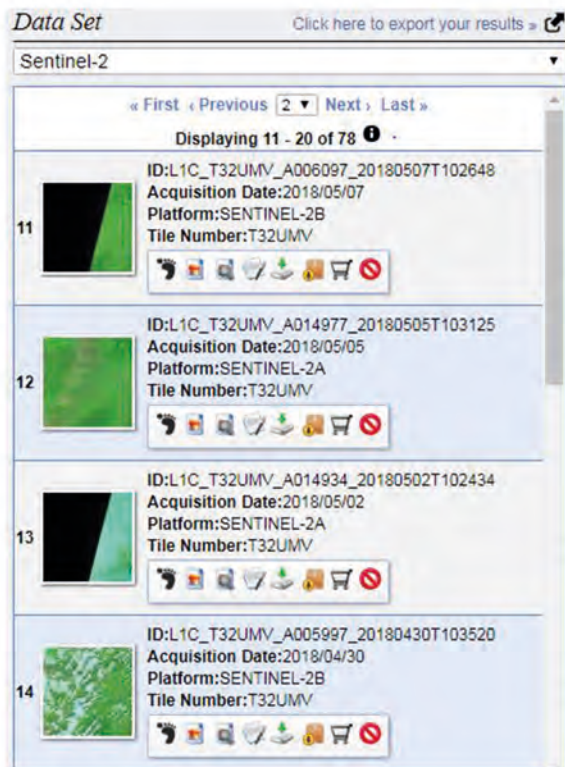 Data Set Click here to export your results »
Sentinel-2
« First ‹ Previous 2 Next › Last »
Displaying 11 - 20 of 78
11
ID:L1C_T32UMV_A006097_20180507T102648
Acquisition Date:2018/05/07
Platform:SENTINEL-2B
Tile Number:T32UMV
12
ID:L1C_T32UMV_A014977_20180505T103125
Acquisition Date:2018/05/05
Platform:SENTINEL-2A
Tile Number:T32UMV
13
ID:L1C_T32UMV_A014934_20180502T102434
Acquisition Date:2018/05/02
Platform:SENTINEL-2A
Tile Number:T32UMV
14
ID:L1C_T32UMV_A005997_20180430T103520
Acquisition Date:2018/04/30
Platform:SENTINEL-2B
Tile Number:T32UMV